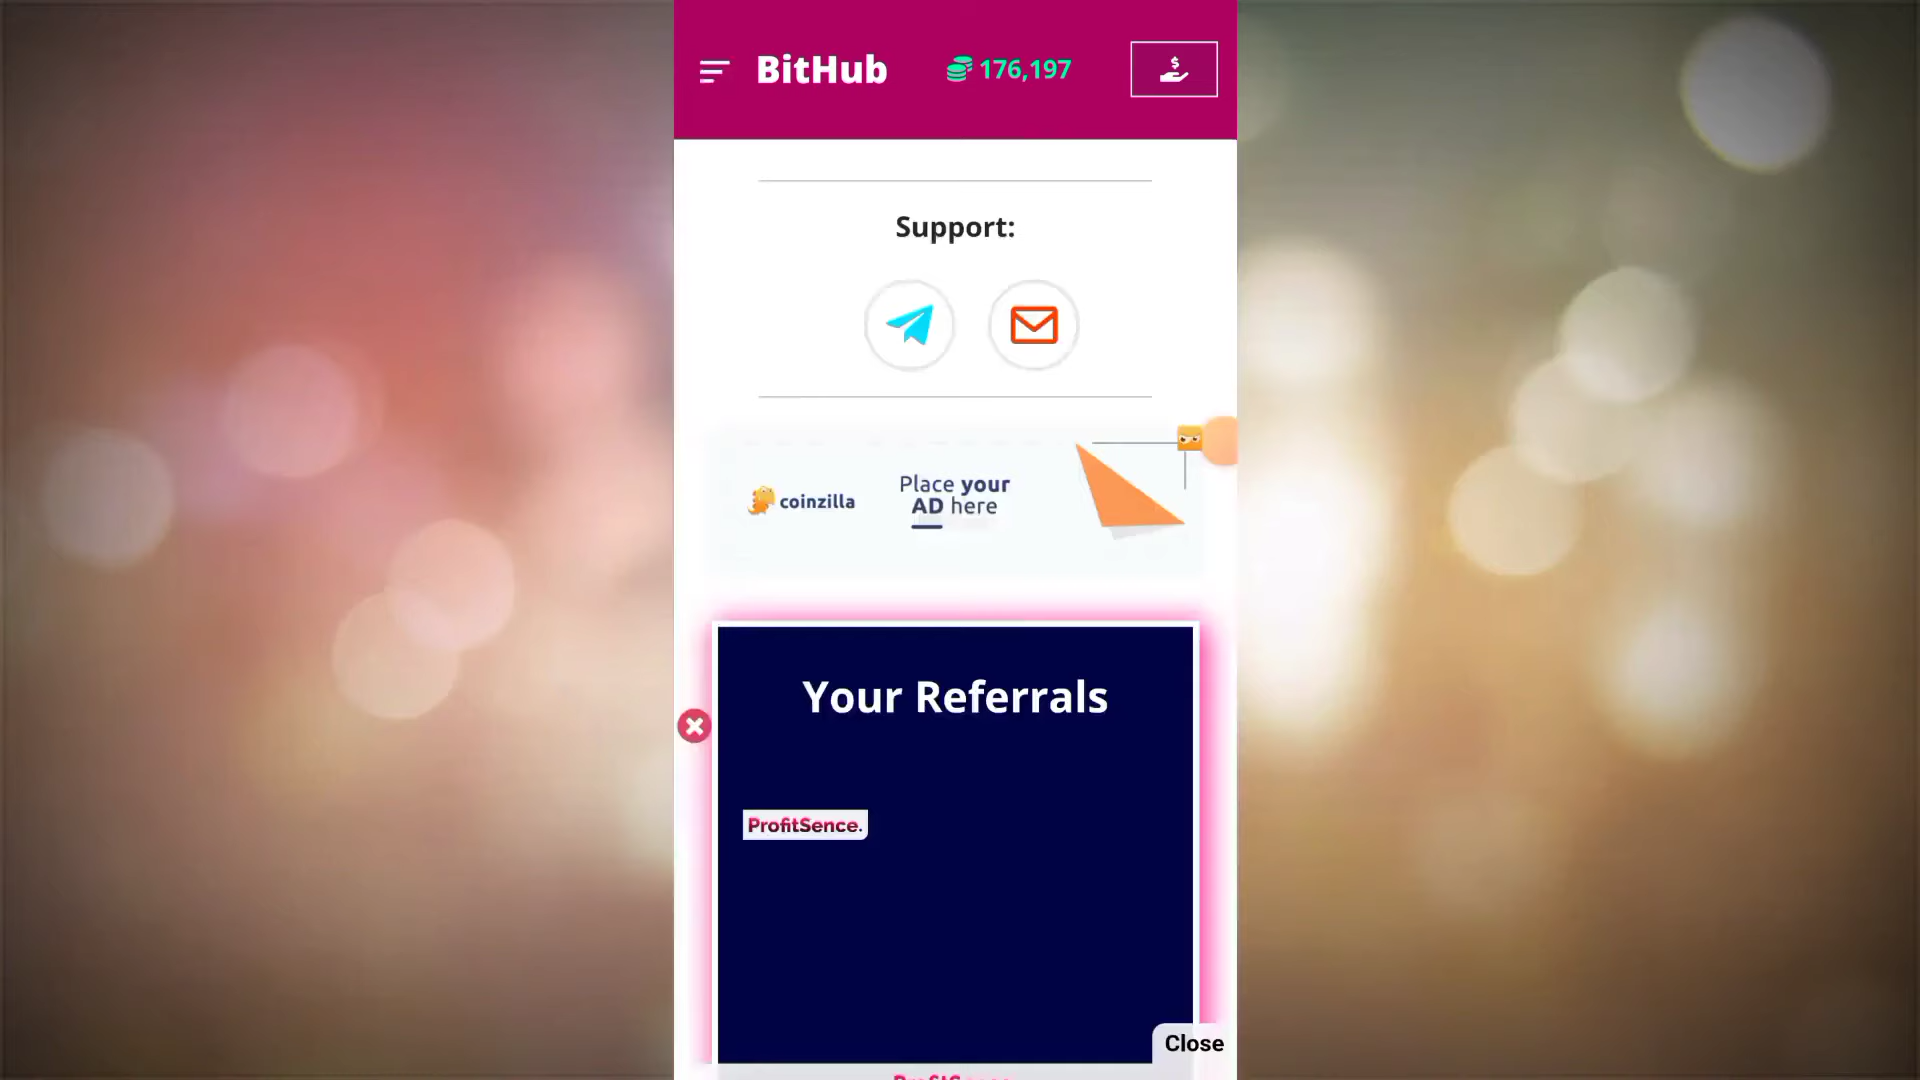 BitHub
176,197
Support:
coinzilla
Place your
AD here
Your Referrals
ProfitSence.
Close